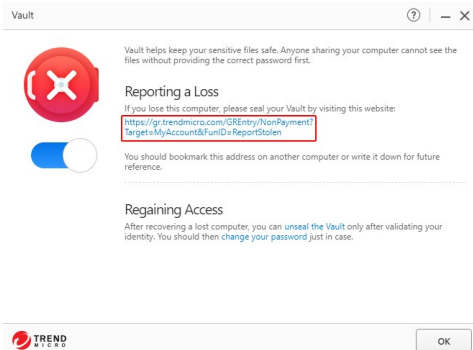 Vault
?
Vault helps keep your sensitive files safe. Anyone sharing your computer cannot see the
files without providing the correct password first.
Reporting a Loss
If you lose this computer, please seal your Vault by visiting this website:
https://gr.trendmicro.com/GREntry/NonPayment?
Target=MyAccount&FunID=ReportStolen
You should bookmark this address on another computer or write it down for future
reference.
Regaining Access
After recovering a lost computer, you can unseal the Vault only after validating your
identity. You should then change your password just in case.
TREND
MICRO
OK